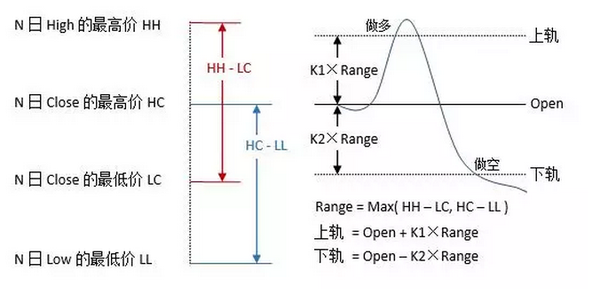 N 日 High 的最高价 HH
HH - LC
N 日 Close 的最高价 HC
HC - LL
N 日 Close 的最低价 LC
N 日 Low 的最低价 LL
做多
上轨
K1×Range
Open
K2×Range
做空
下轨
Range = Max( HH – LC, HC – LL )
上轨 = Open + K1×Range
下轨 = Open – K2×Range